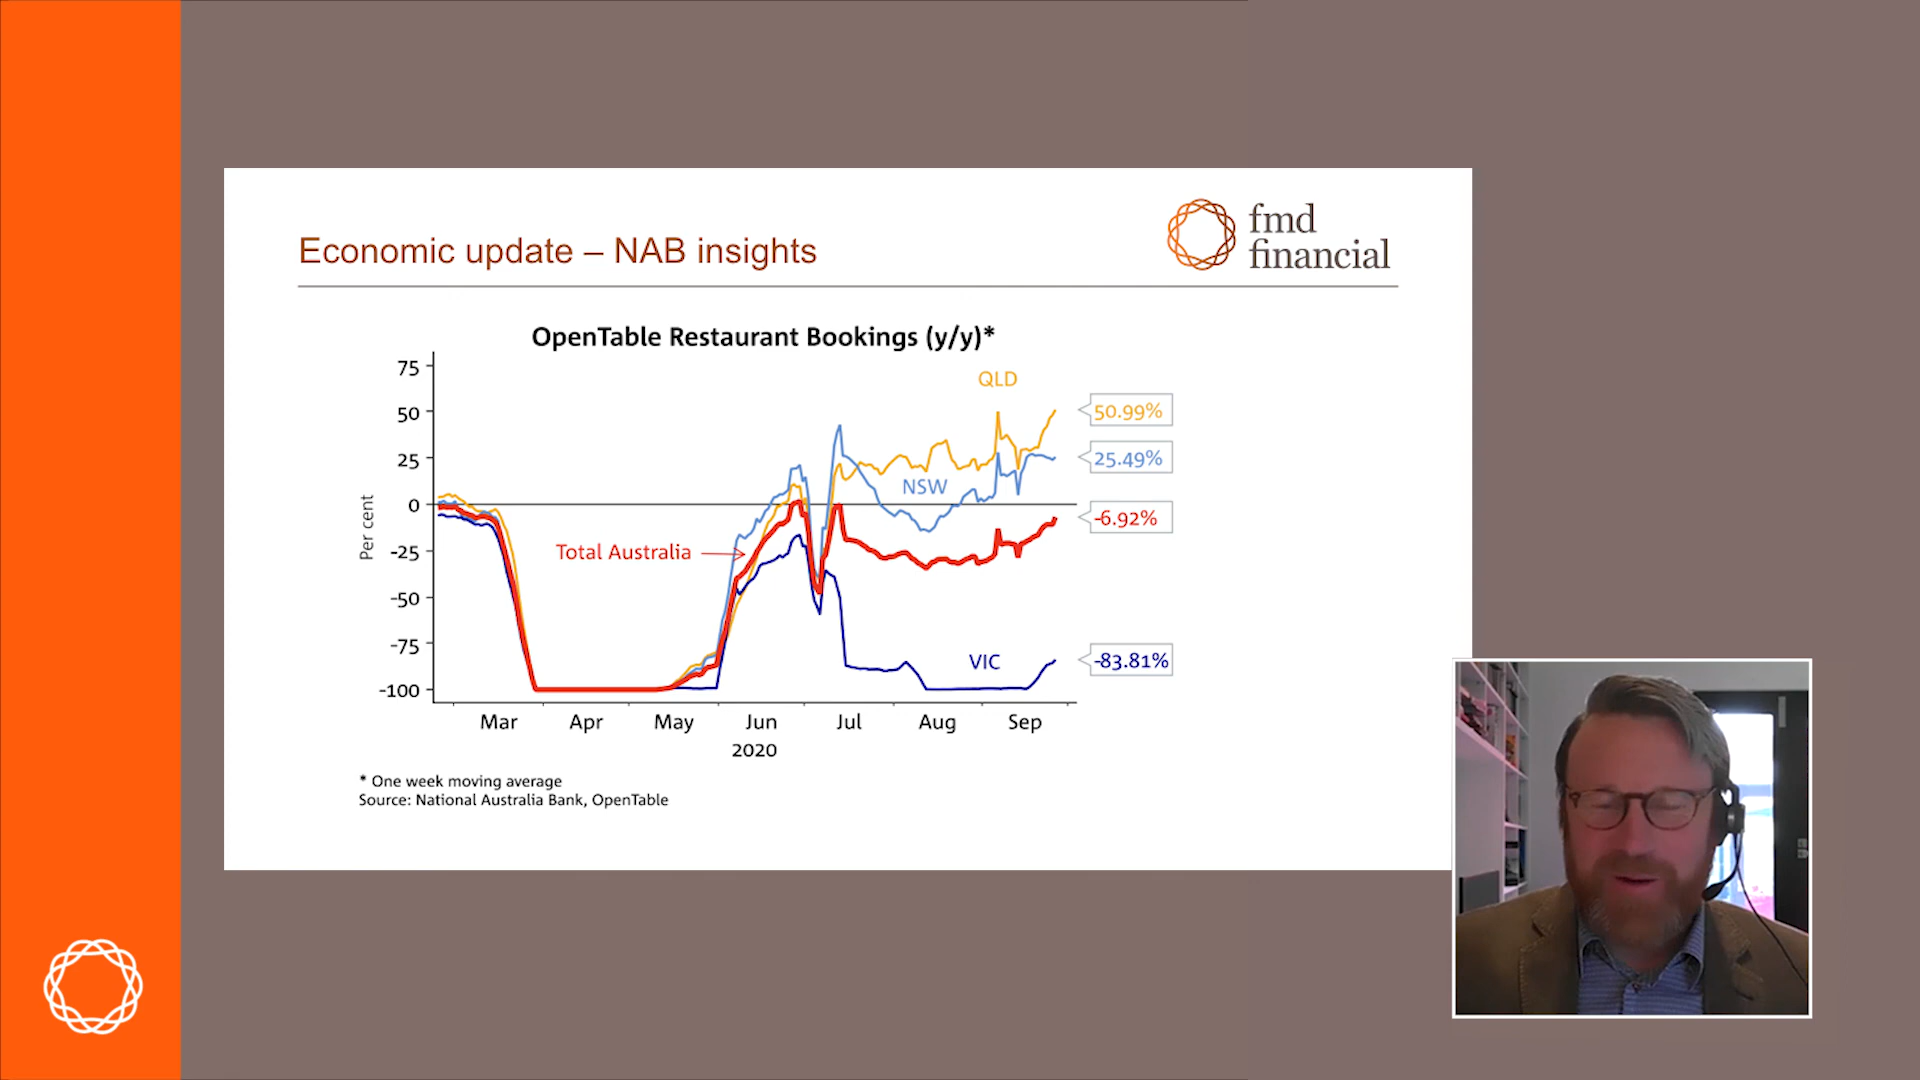 fmd
financial
Economic update – NAB insights
OpenTable Restaurant Bookings (y/y)*
75
50
25
0
-25
-50
-75
-100
Per cent
QLD
NSW
Total Australia
VIC
50.99%
25.49%
-6.92%
-83.81%
Mar Apr May Jun Jul Aug Sep
2020
* One week moving average
Source: National Australia Bank, OpenTable